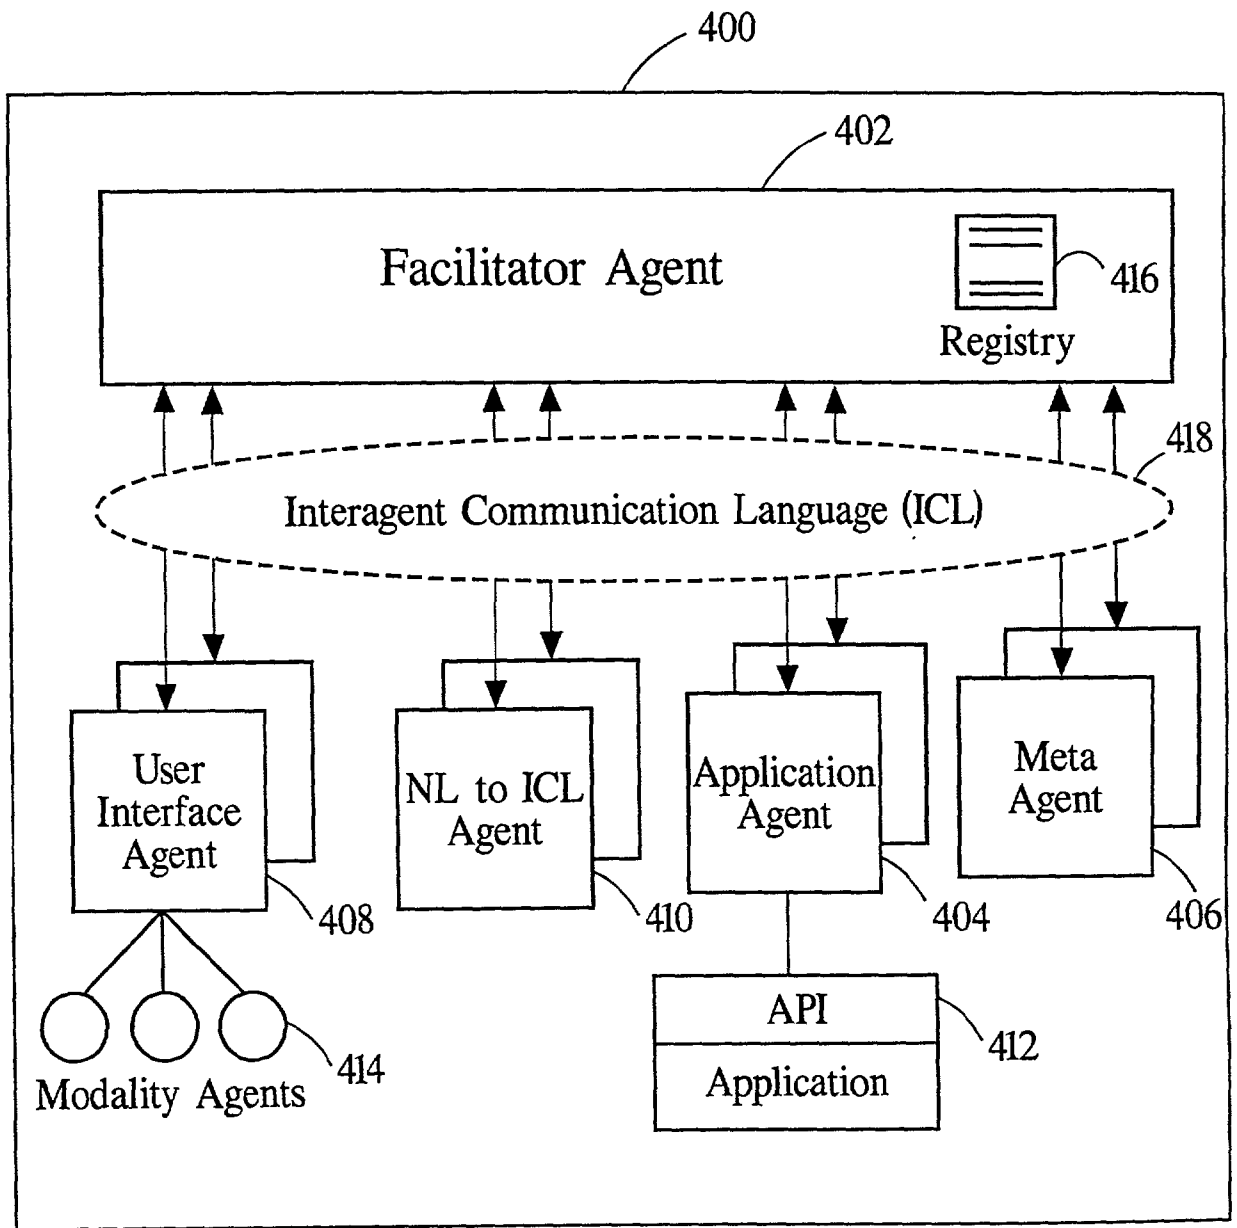 400
402
Facilitator Agent
416
Registry
418
Interagent Communication Language (ICL)
User
Interface
Agent
408
NL to ICL
Agent
410
Application
Agent
404
Meta
Agent
406
414
Modality Agents
API
412
Application